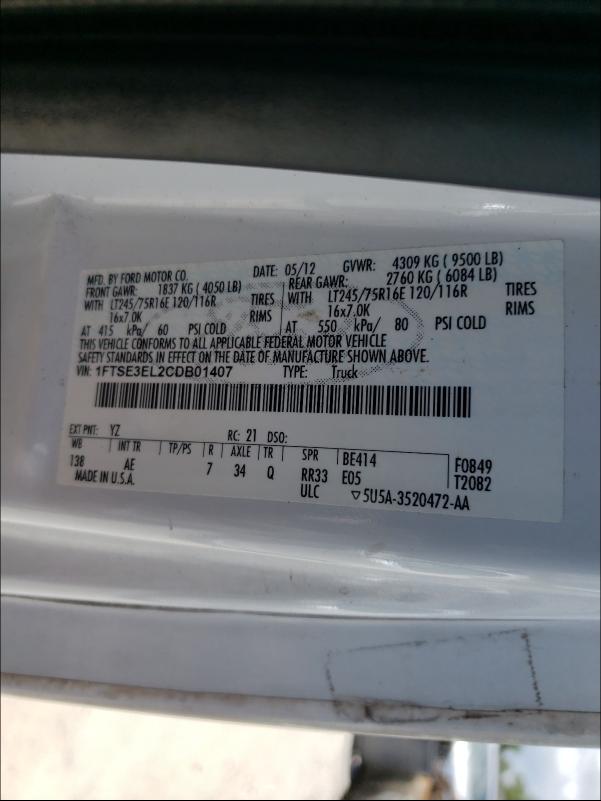 MFD. BY FORD MOTOR CO. DATE: 05/12 GVWR: 4309 KG ( 9500 LB)
FRONT GAWR: 1837 KG ( 4050 LB) REAR GAWR: 2760 KG ( 6084 LB)
WITH LT245/75R16E 120/116R TIRES WITH LT245/75R16E 120/116R TIRES
16x7.0K RIMS 16x7.0K RIMS
AT 415 kPa/ 60 PSI COLD AT 550 kPa/ 80 PSI COLD
THIS VEHICLE CONFORMS TO ALL APPLICABLE FEDERAL MOTOR VEHICLE
SAFETY STANDARDS IN EFFECT ON THE DATE OF MANUFACTURE SHOWN ABOVE.
VIN: 1FTSE3EL2CDB01407 TYPE: Truck
EXT PNT: YZ RC: 21 DSO:
WB INT TR TP/PS R AXLE TR SPR BE414 F0849
138 AE 7 34 Q RR33 E05 T2082
MADE IN U.S.A. ULC ▽5U5A-3520472-AA